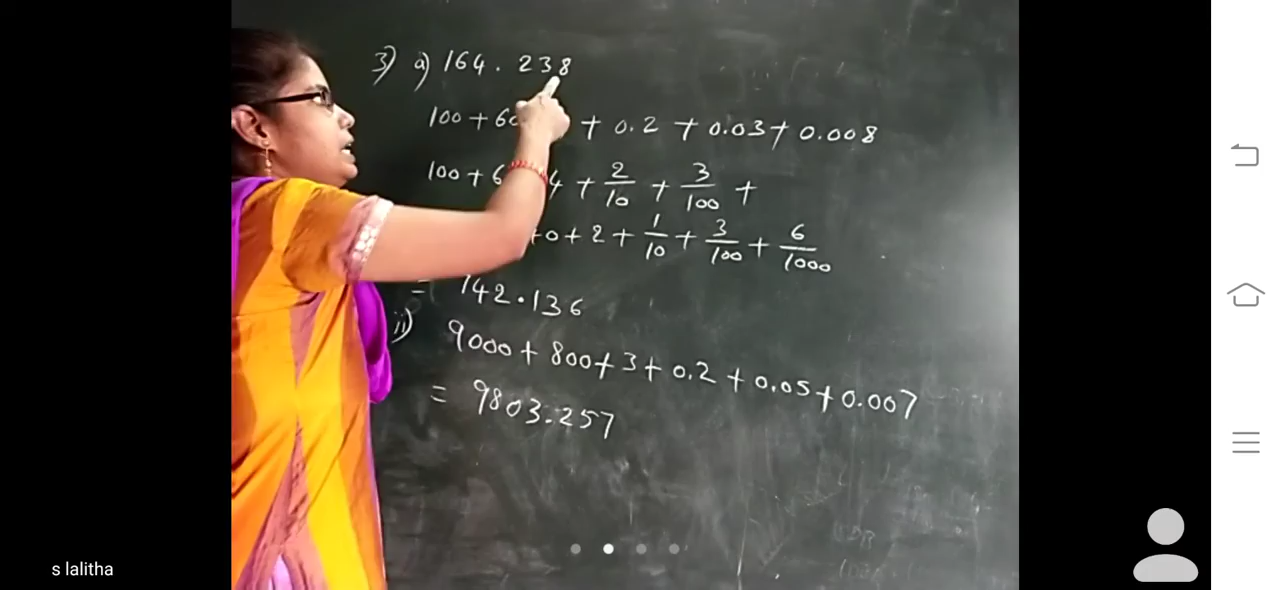 3) a) 164.238
100 + 60 + 0.2 + 0.03 + 0.008
100 + 6 4 + 2/10 + 3/100 +
+0 + 2 + 1/10 + 3/100 + 6/1000
= 142.136
ii) 9000 + 800 + 3 + 0.2 + 0.05 + 0.007
= 9803.257
s lalitha